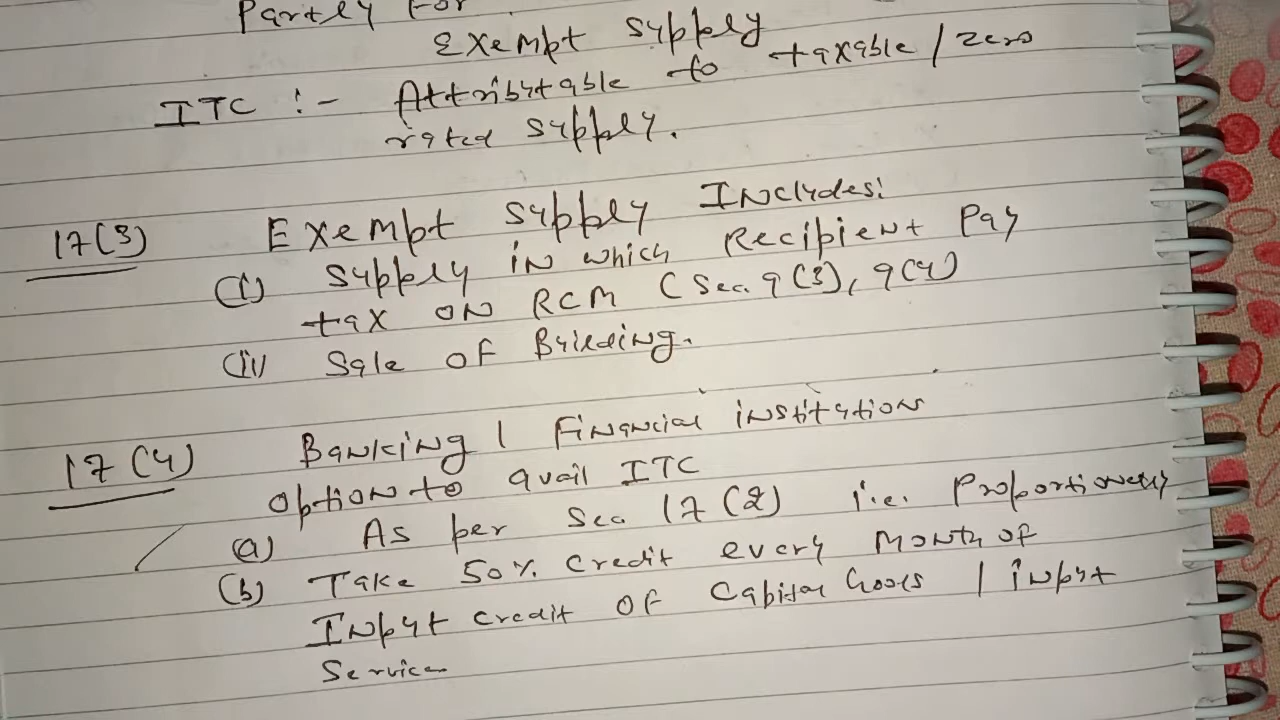 Partly For
Exempt supply
ITC :- Attributable to taxable / zero
rated supply.
17(3) Exempt supply Includes:
(i) supply in which Recipient Pay
tax on RCM (Sec. 9(3), 9(4)
(ii) Sale of Building.
17(4) Banking / Financial institution
option to avail ITC
(a) As per Sec. 17(2) i.e. Proportionately
(b) Take 50% credit every Month of
Input credit of Capital Goods / input
Service